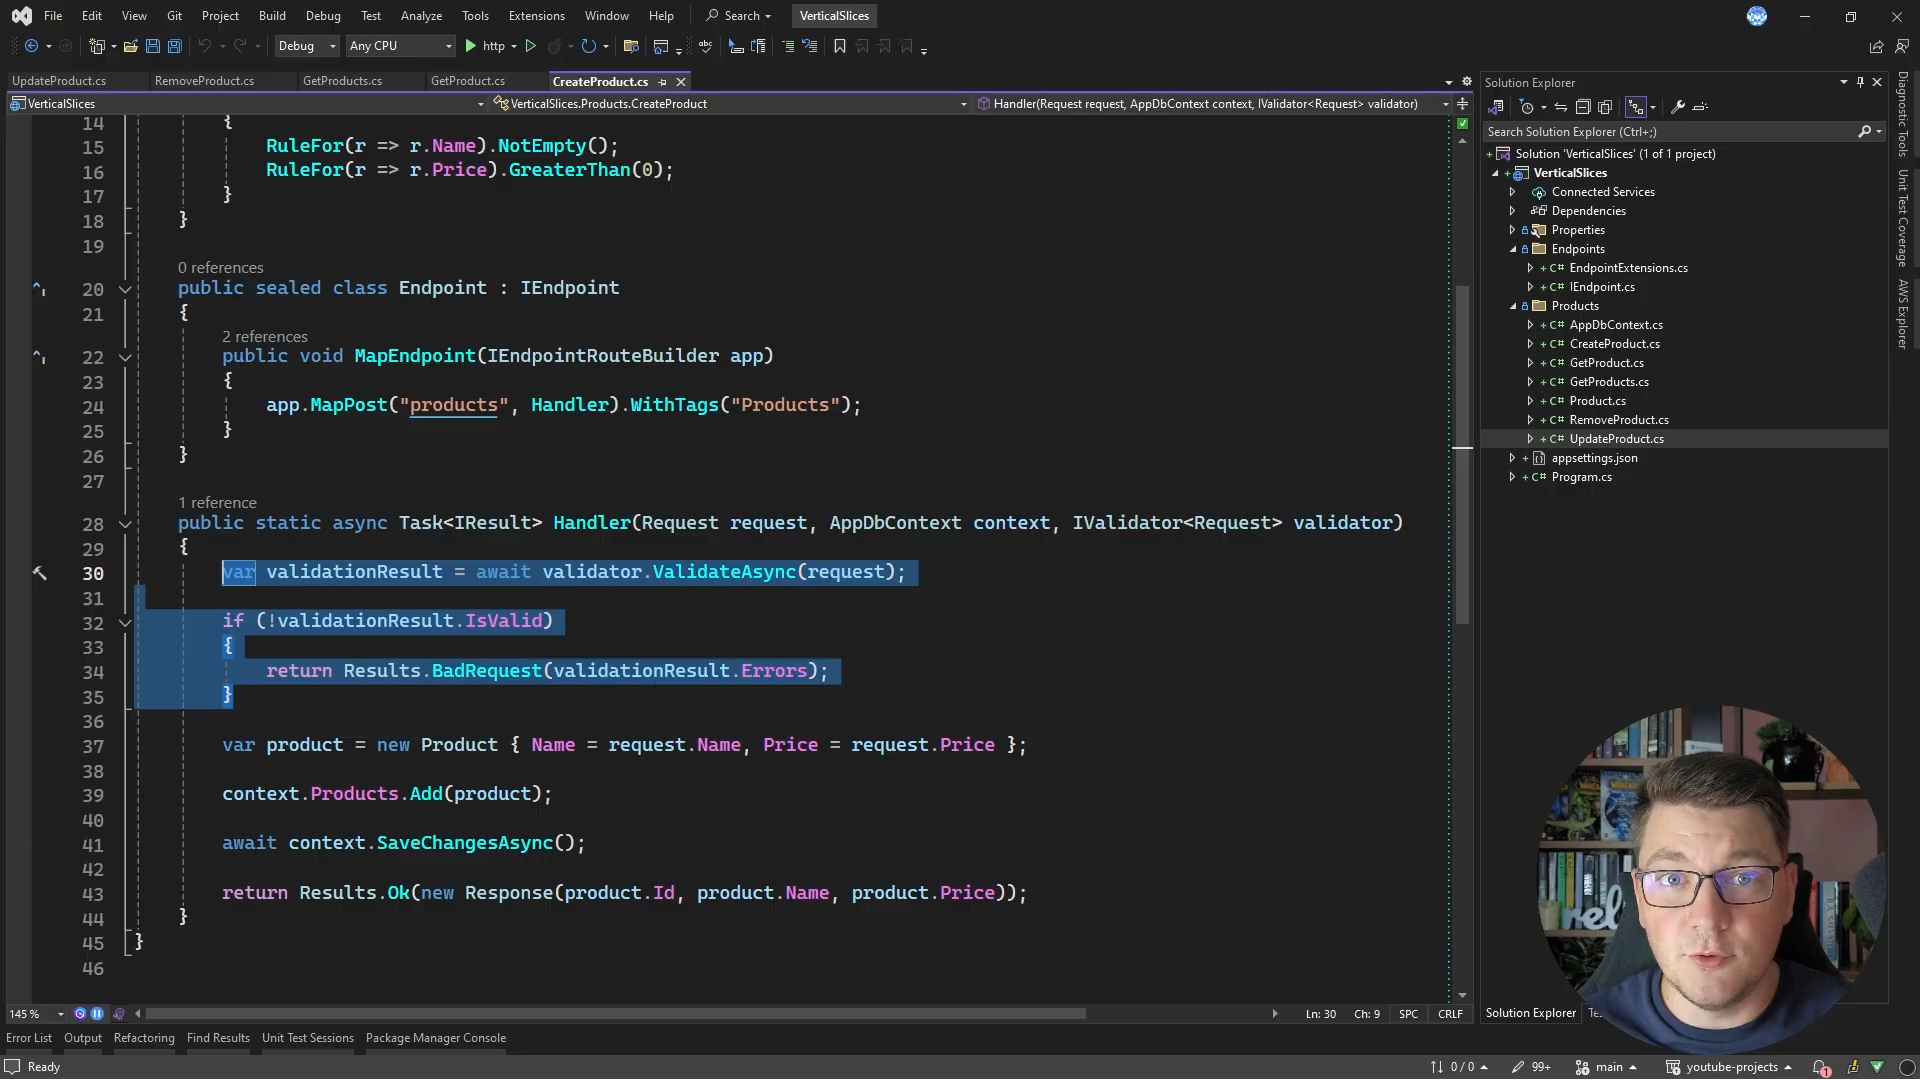 File Edit View Git Project Build Debug Test Analyze Tools Extensions Window Help Search VerticalSlices
Debug Any CPU http
UpdateProduct.cs RemoveProduct.cs GetProducts.cs GetProduct.cs CreateProduct.cs
VerticalSlices VerticalSlices.Products.CreateProduct Handler(Request request, AppDbContext context, IValidator<Request> validator)
14 {
15 RuleFor(r => r.Name).NotEmpty();
16 RuleFor(r => r.Price).GreaterThan(0);
17 }
18 }
19
0 references
20 public sealed class Endpoint : IEndpoint
21 {
2 references
22 public void MapEndpoint(IEndpointRouteBuilder app)
23 {
24 app.MapPost("products", Handler).WithTags("Products");
25 }
26 }
27
1 reference
28 public static async Task<IResult> Handler(Request request, AppDbContext context, IValidator<Request> validator)
29 {
30 var validationResult = await validator.ValidateAsync(request);
31
32 if (!validationResult.IsValid)
33 {
34 return Results.BadRequest(validationResult.Errors);
35 }
36
37 var product = new Product { Name = request.Name, Price = request.Price };
38
39 context.Products.Add(product);
40
41 await context.SaveChangesAsync();
42
43 return Results.Ok(new Response(product.Id, product.Name, product.Price));
44 }
45 }
46
145 % Ln: 30 Ch: 9 SPC CRLF
Error List Output Refactoring Find Results Unit Test Sessions Package Manager Console
Ready 0 / 0 99+ main youtube-projects 1
Solution Explorer
Search Solution Explorer (Ctrl+;)
Solution 'VerticalSlices' (1 of 1 project)
VerticalSlices
Connected Services
Dependencies
Properties
Endpoints
C# EndpointExtensions.cs
C# IEndpoint.cs
Products
C# AppDbContext.cs
C# CreateProduct.cs
C# GetProduct.cs
C# GetProducts.cs
C# Product.cs
C# RemoveProduct.cs
C# UpdateProduct.cs
appsettings.json
C# Program.cs
Solution Explorer
Diagnostic Tools
Unit Test Coverage
AWS Explorer